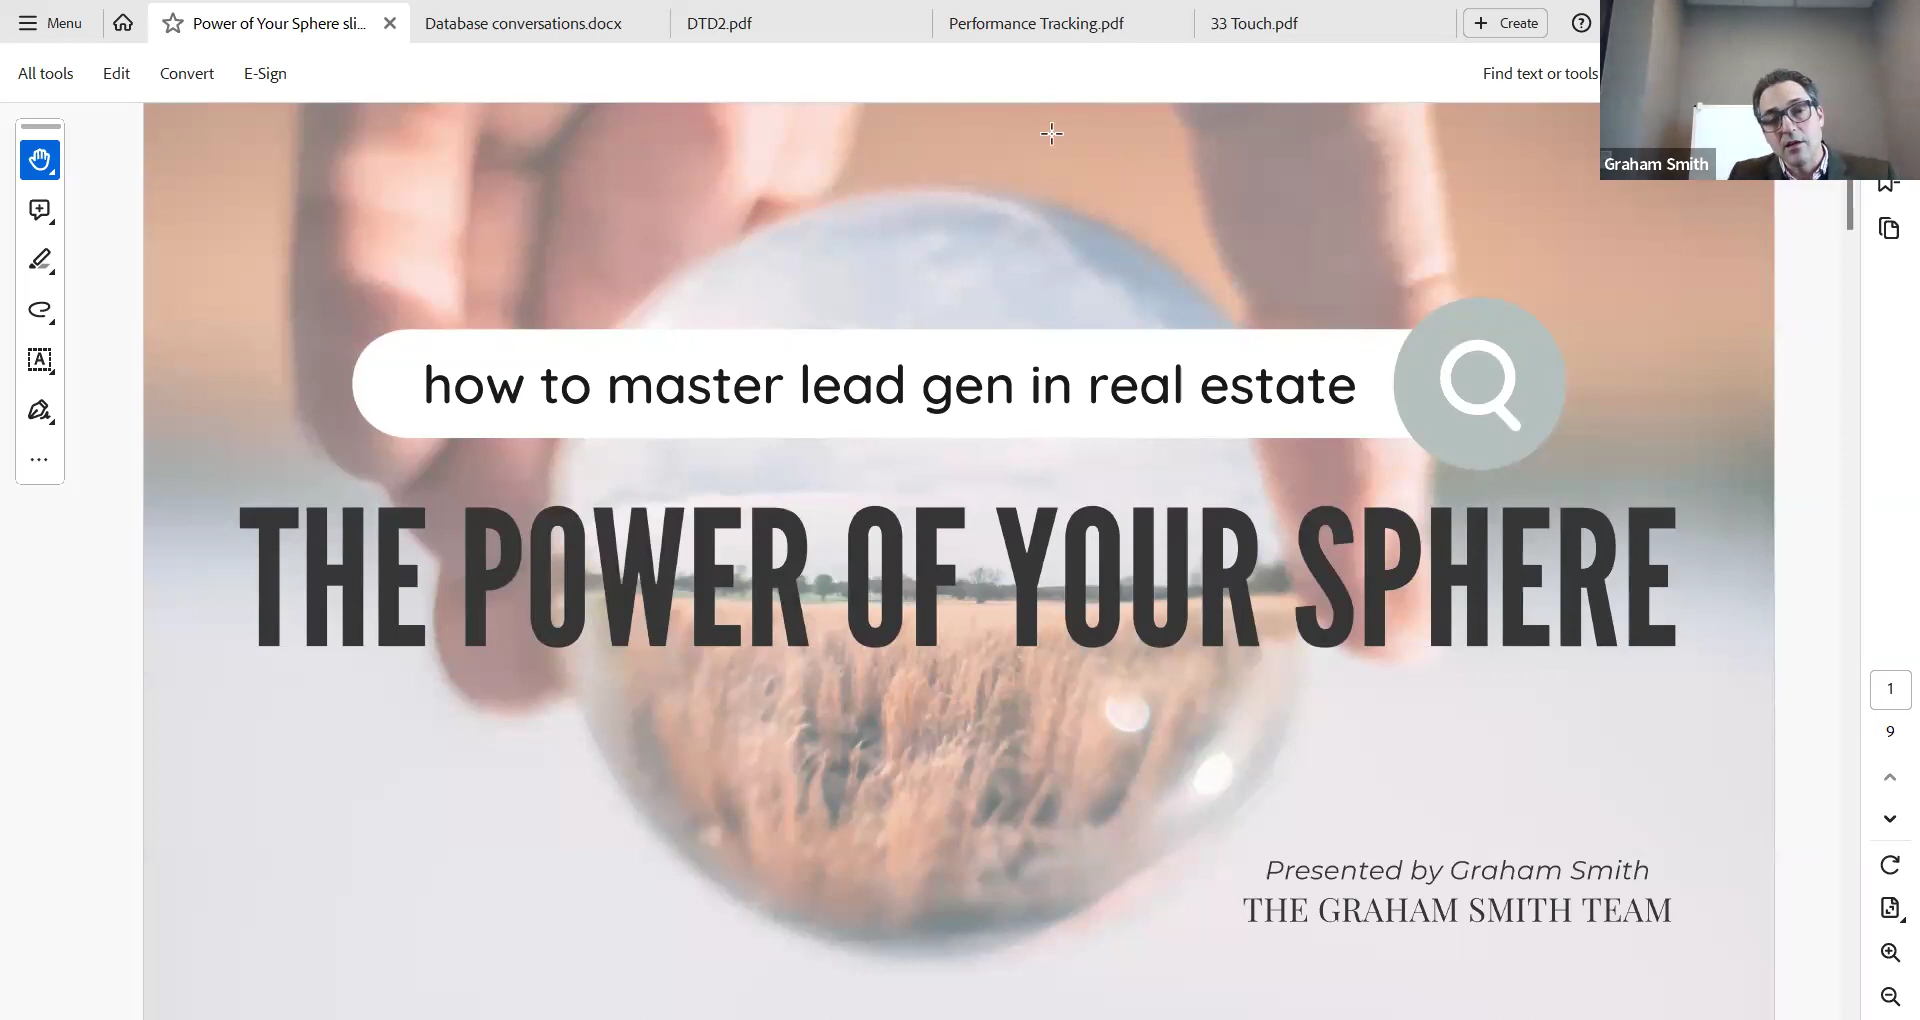 Menu
Power of Your Sphere sli...
Database conversations.docx
DTD2.pdf
Performance Tracking.pdf
33 Touch.pdf
Create
All tools
Edit
Convert
E-Sign
Find text or tools
Graham Smith
how to master lead gen in real estate
THE POWER OF YOUR SPHERE
1
9
Presented by Graham Smith
THE GRAHAM SMITH TEAM